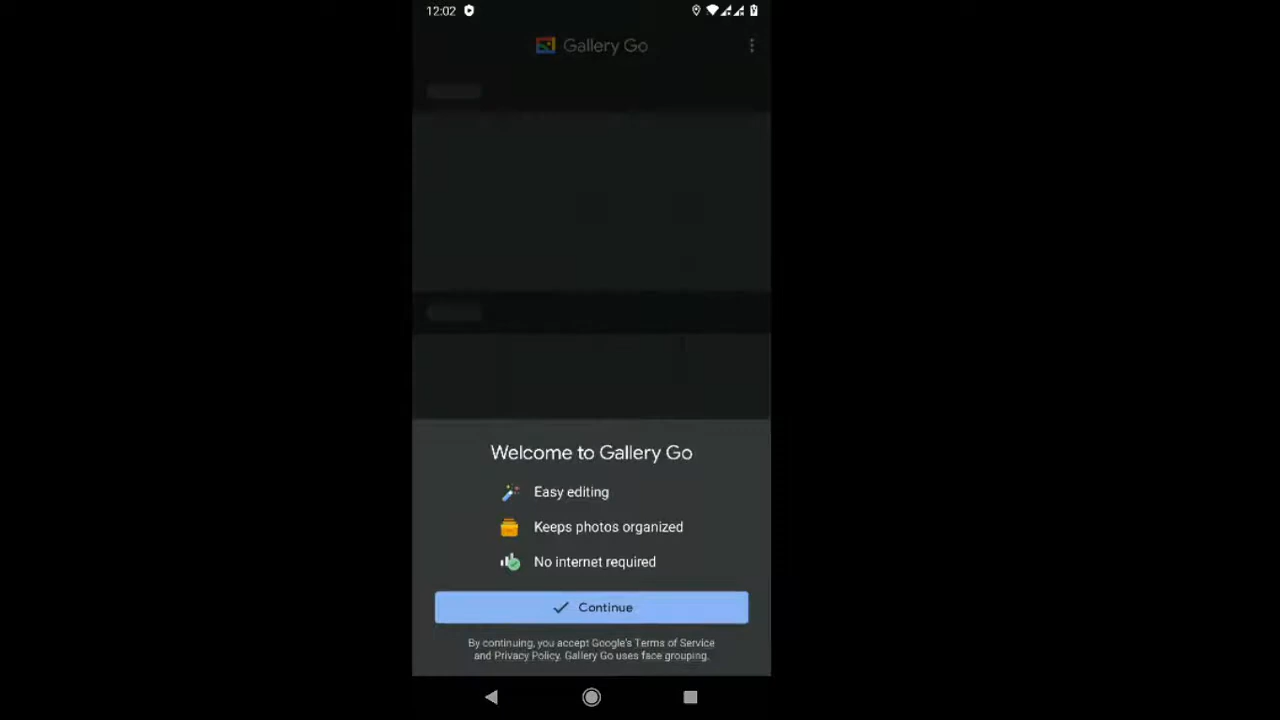 12:02
Gallery Go
Welcome to Gallery Go
Easy editing
Keeps photos organized
No internet required
Continue
By continuing, you accept Google's Terms of Service
and Privacy Policy. Gallery Go uses face grouping.